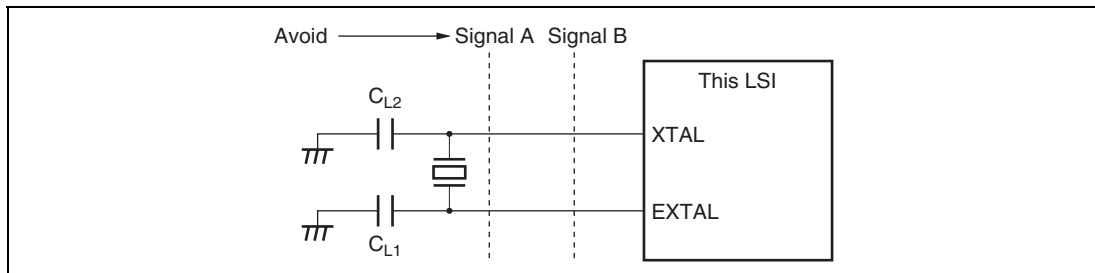 Avoid Signal A Signal B
This LSI
CL2
XTAL
EXTAL
CL1